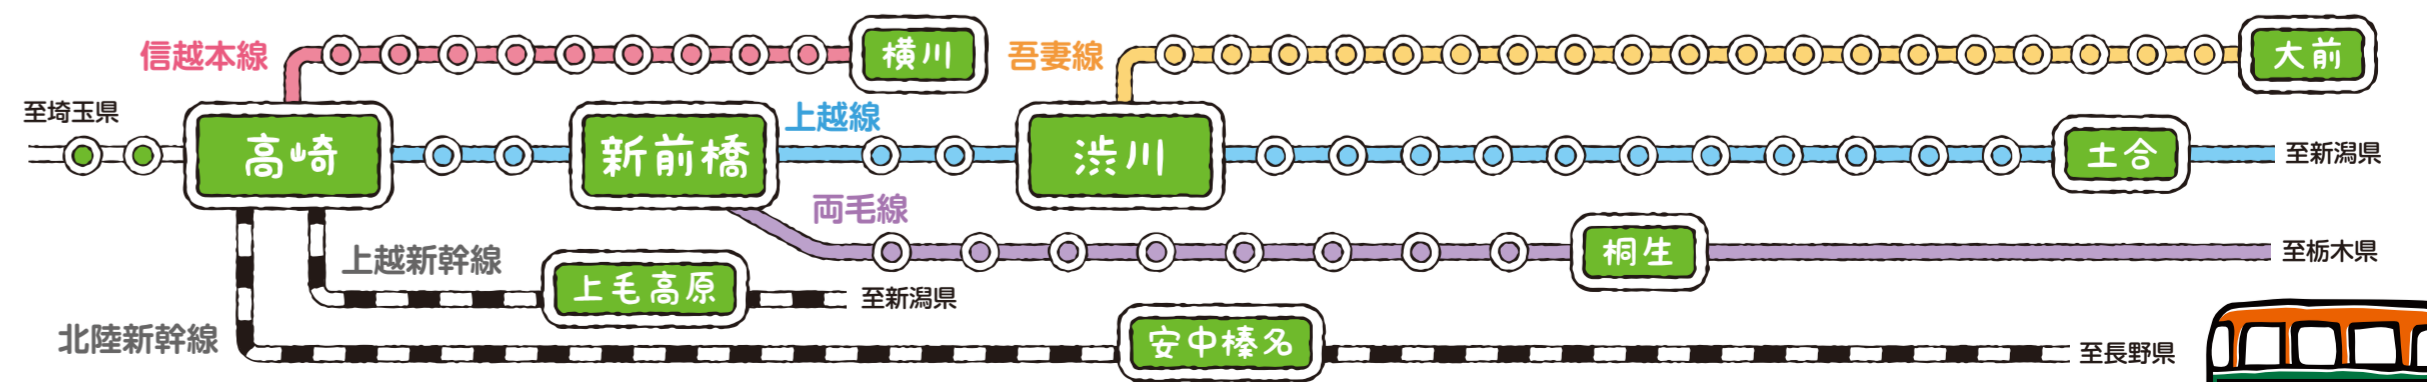 信越本線
横川
吾妻線
大前
至埼玉県
高崎
新前橋
上越線
渋川
土合
至新潟県
両毛線
桐生
至栃木県
上越新幹線
上毛高原
至新潟県
北陸新幹線
安中榛名
至長野県